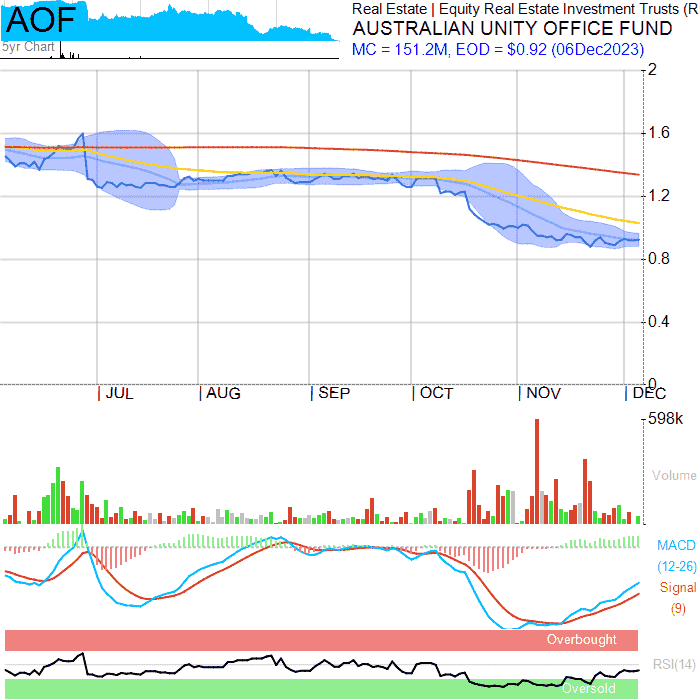 AOF
5yr Chart
Real Estate | Equity Real Estate Investment Trusts (R
AUSTRALIAN UNITY OFFICE FUND
MC = 151.2M, EOD = $0.92 (06Dec2023)
2
1.6
1.2
0.8
0.4
0
JUL AUG SEP OCT NOV DEC
598k
Volume
MACD
(12-26)
Signal
(9)
Overbought
RSI(14)
Oversold